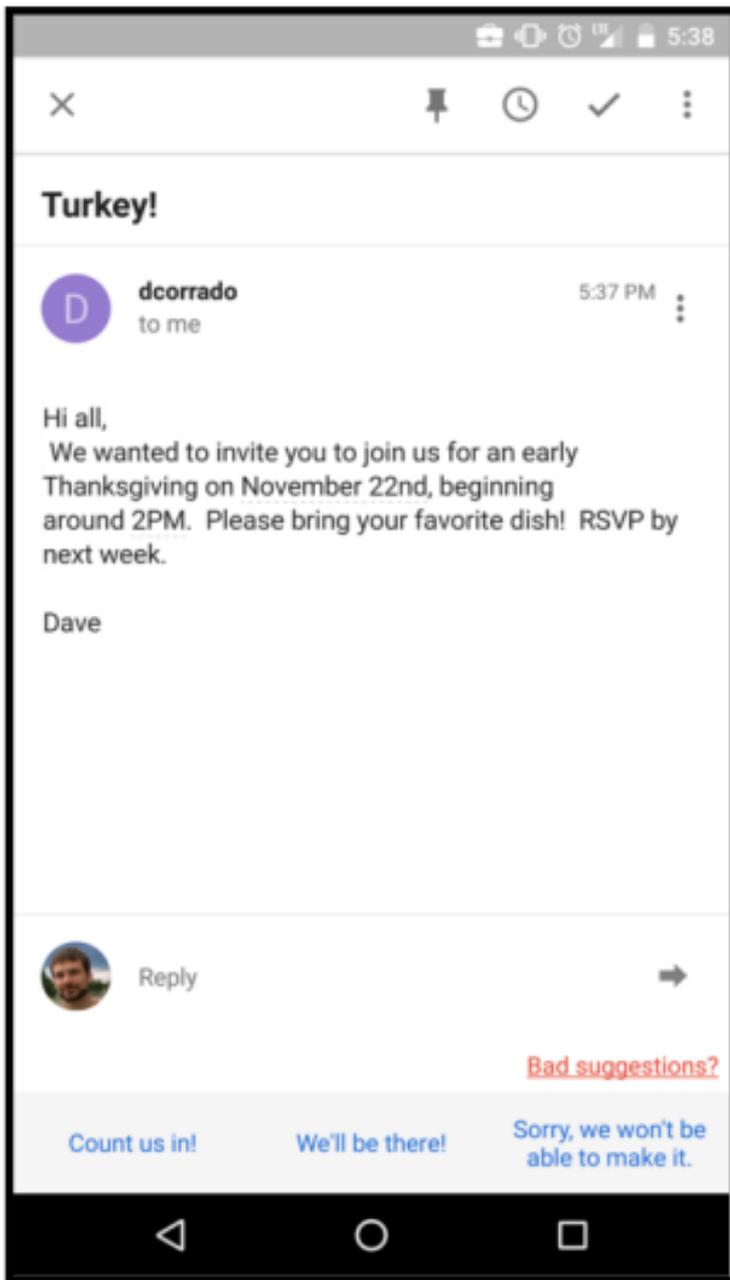 LTE 5:38
Turkey!
D dcorrado 5:37 PM
to me
Hi all,
We wanted to invite you to join us for an early
Thanksgiving on November 22nd, beginning
around 2PM. Please bring your favorite dish! RSVP by
next week.
Dave
Reply
Bad suggestions?
Count us in! We'll be there! Sorry, we won't be
able to make it.